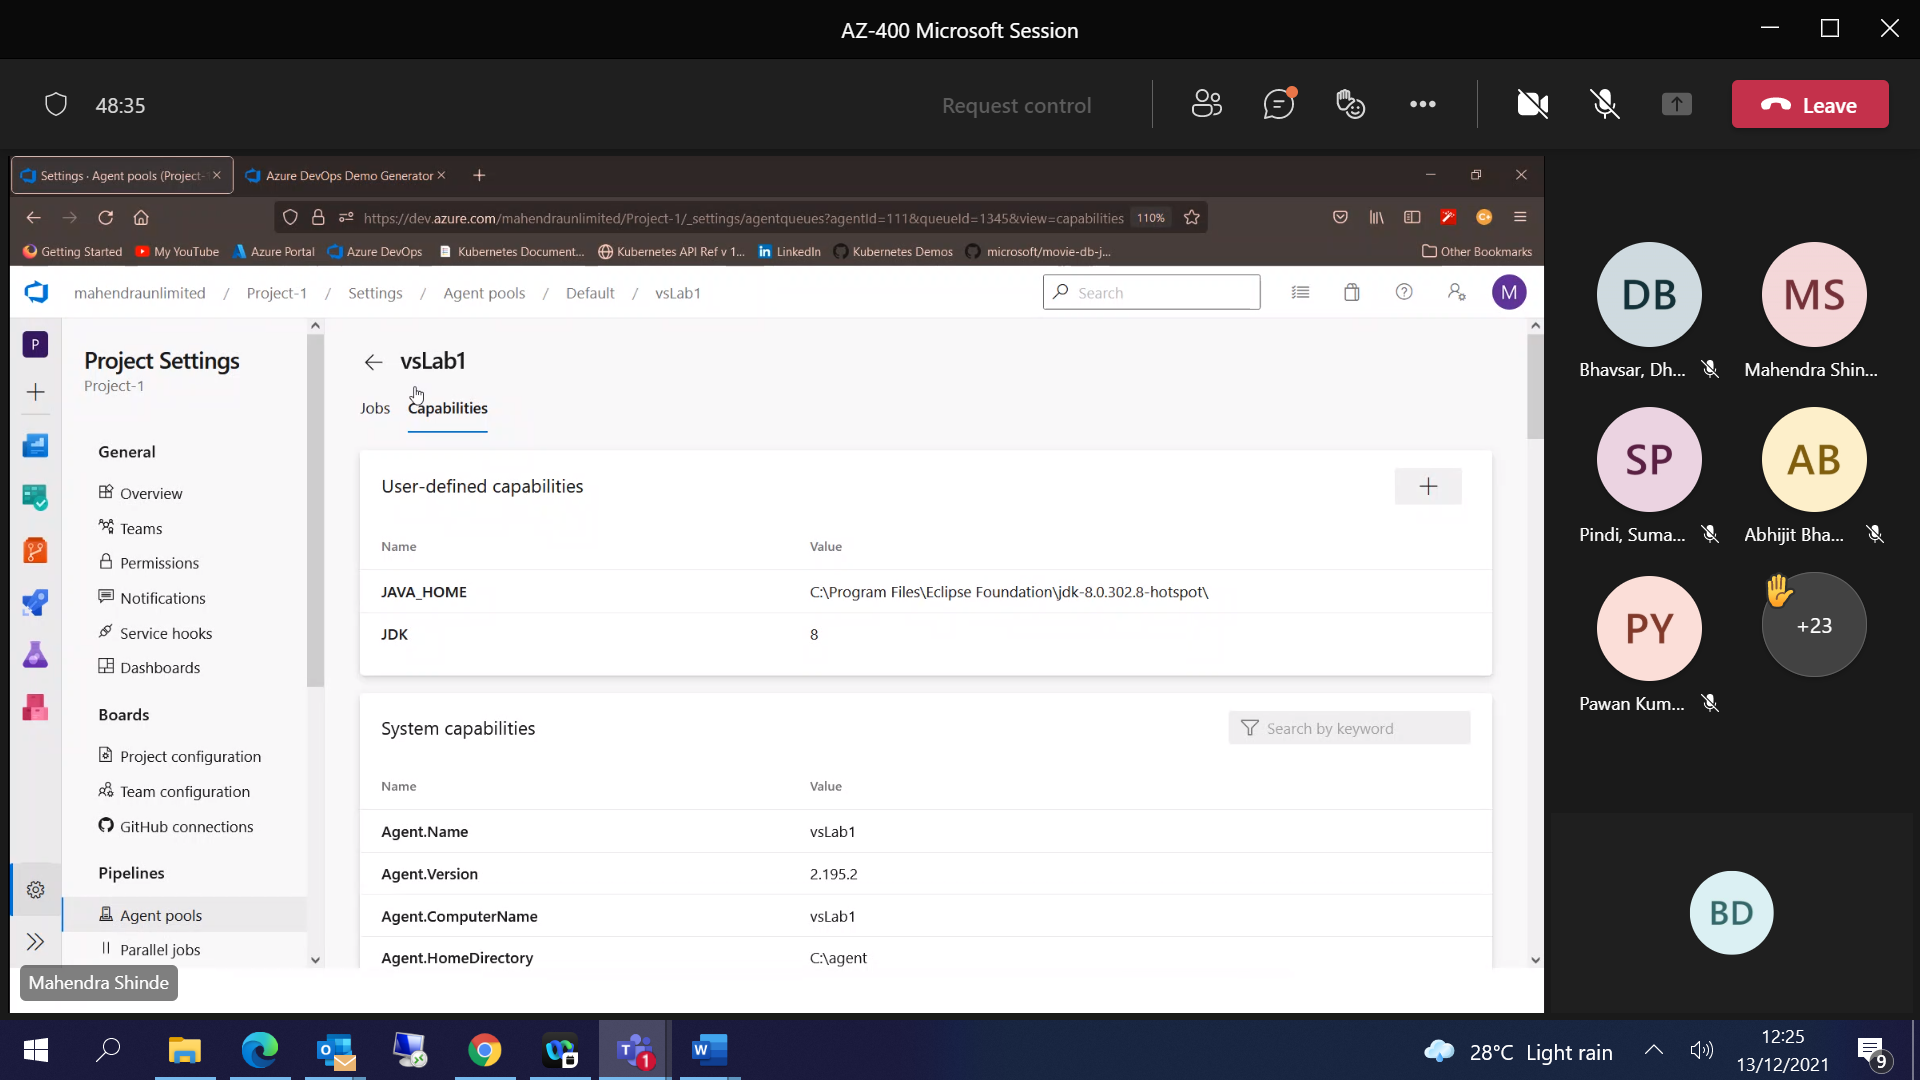 AZ-400 Microsoft Session
48:35
Request control
Leave
Settings · Agent pools (Project-
Azure DevOps Demo Generator
https://dev.azure.com/mahendraunlimited/Project-1/_settings/agentqueues?agentId=111&queueId=1345&view=capabilities
110%
Getting Started
My YouTube
Azure Portal
Azure DevOps
Kubernetes Document...
Kubernetes API Ref v 1...
LinkedIn
Kubernetes Demos
microsoft/movie-db-j...
Other Bookmarks
mahendraunlimited / Project-1 / Settings / Agent pools / Default / vsLab1
Search
M
P
Project Settings
Project-1
General
Overview
Teams
Permissions
Notifications
Service hooks
Dashboards
Boards
Project configuration
Team configuration
GitHub connections
Pipelines
Agent pools
Parallel jobs
vsLab1
Jobs
Capabilities
User-defined capabilities
Name Value
JAVA_HOME C:\Program Files\Eclipse Foundation\jdk-8.0.302.8-hotspot\
JDK 8
System capabilities
Search by keyword
Name Value
Agent.Name vsLab1
Agent.Version 2.195.2
Agent.ComputerName vsLab1
Agent.HomeDirectory C:\agent
Mahendra Shinde
DB
Bhavsar, Dh...
MS
Mahendra Shin...
SP
Pindi, Suma...
AB
Abhijit Bha...
PY
Pawan Kum...
+23
BD
28°C Light rain
12:25
13/12/2021
9
1